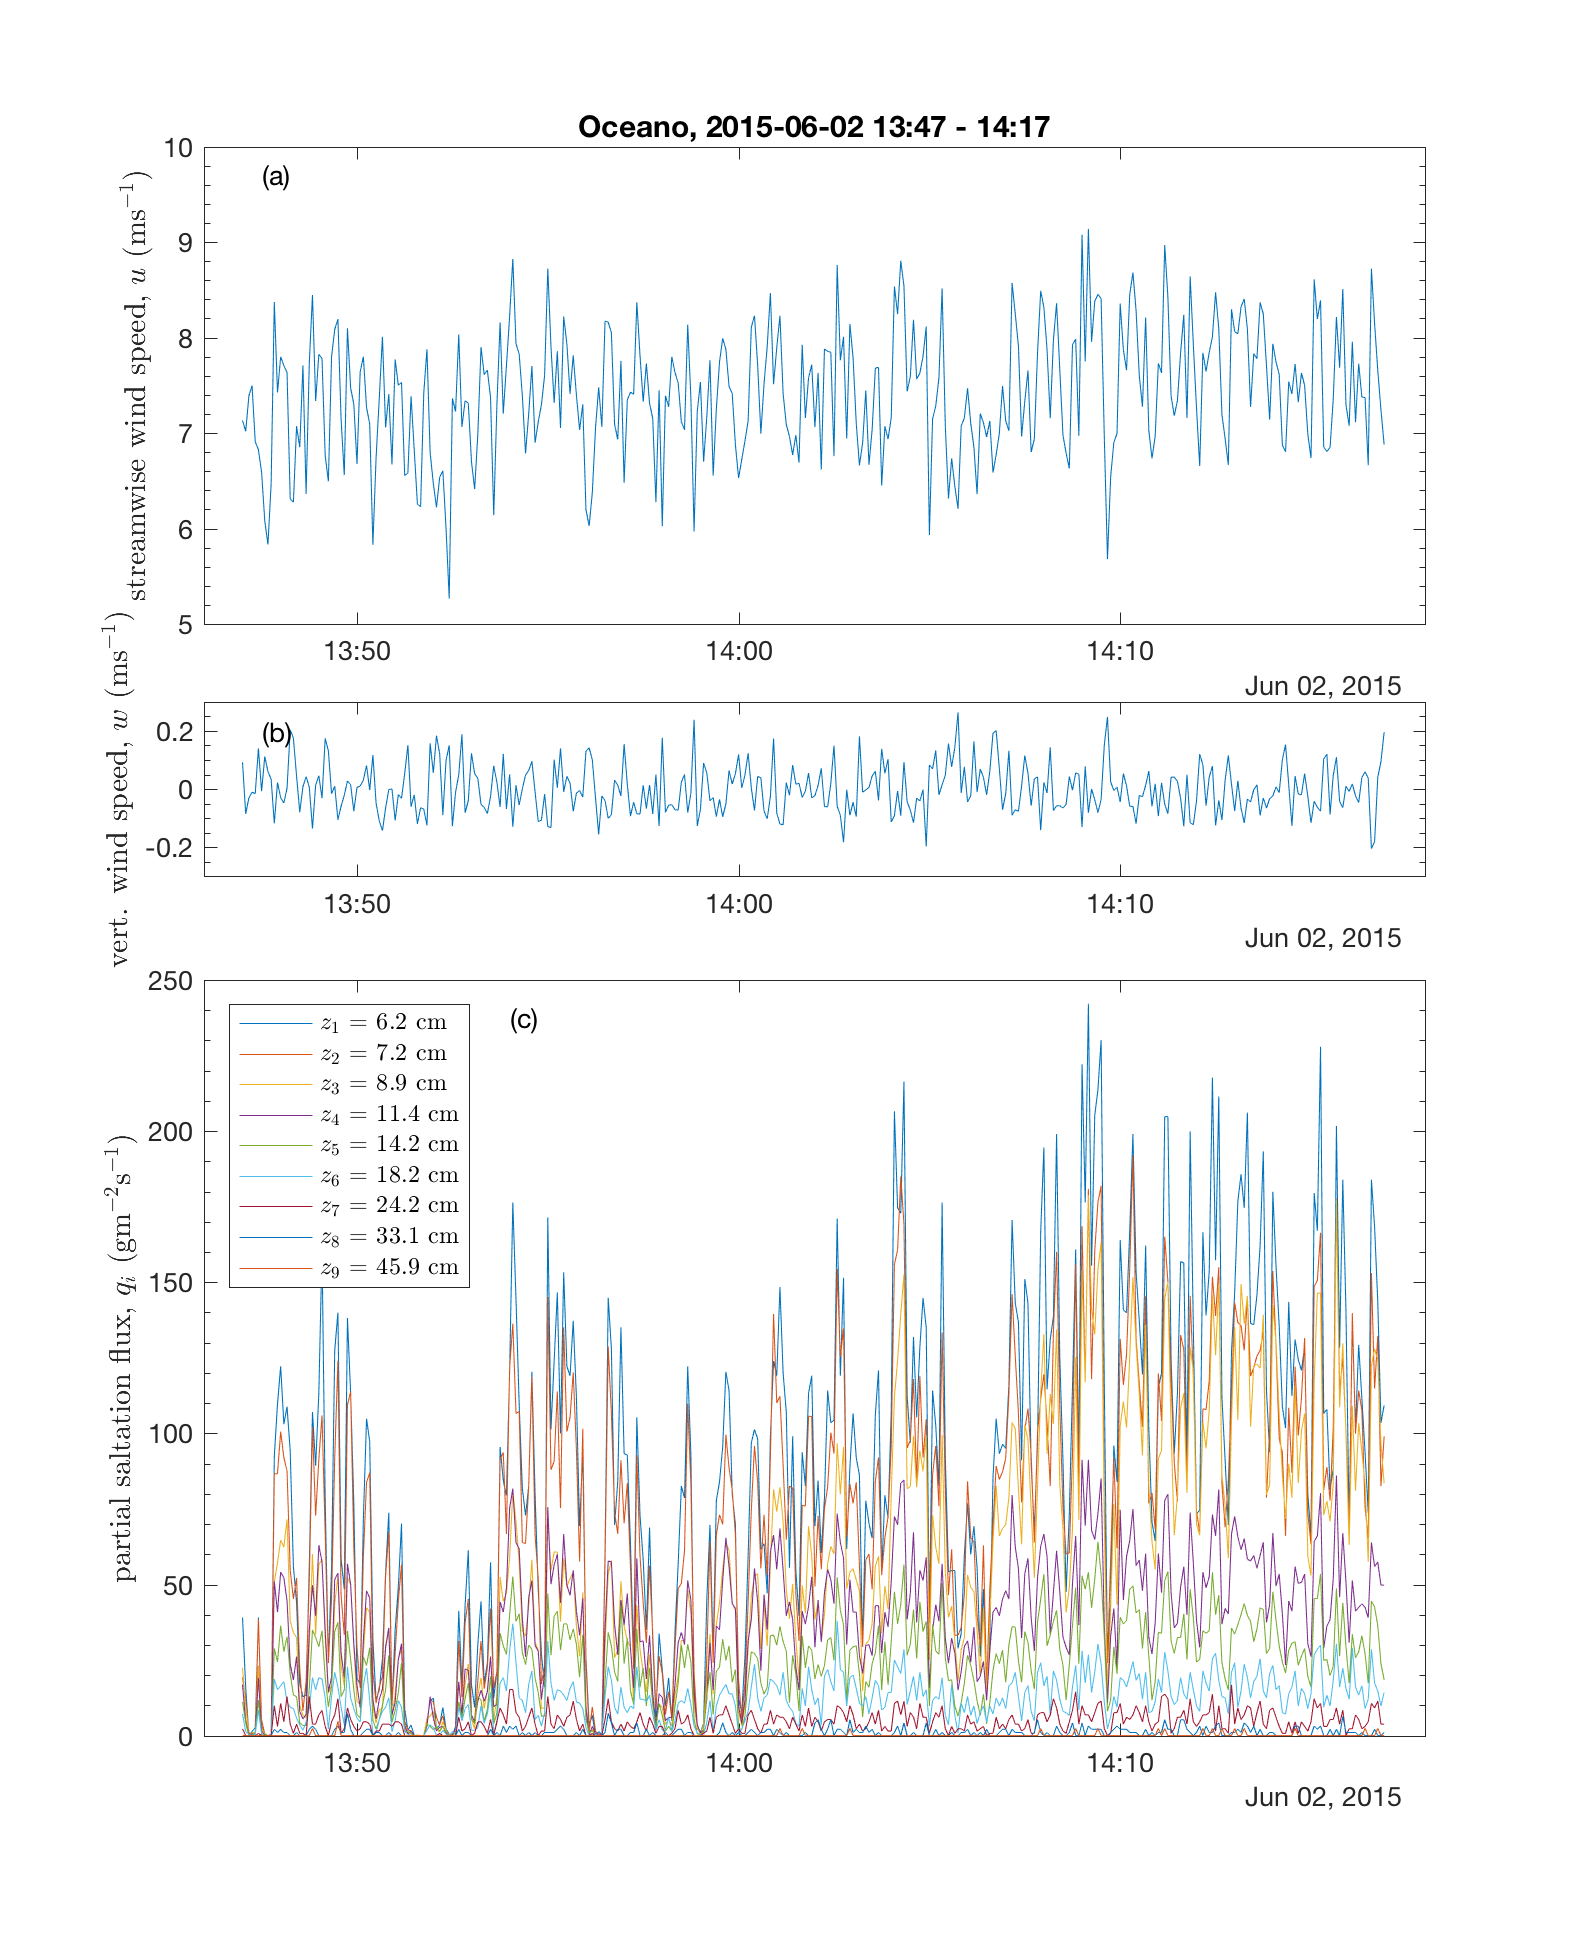 Oceano, 2015-06-02 13:47 - 14:17
(a)
streamwise wind speed, u (ms⁻¹)
10
9
8
7
6
5
13:50 14:00 14:10
Jun 02, 2015
(b)
vert. wind speed, w (ms⁻¹)
0.2
0
-0.2
13:50 14:00 14:10
Jun 02, 2015
(c)
partial saltation flux, qᵢ (gm⁻²s⁻¹)
250
200
150
100
50
0
z₁ = 6.2 cm
z₂ = 7.2 cm
z₃ = 8.9 cm
z₄ = 11.4 cm
z₅ = 14.2 cm
z₆ = 18.2 cm
z₇ = 24.2 cm
z₈ = 33.1 cm
z₉ = 45.9 cm
13:50 14:00 14:10
Jun 02, 2015